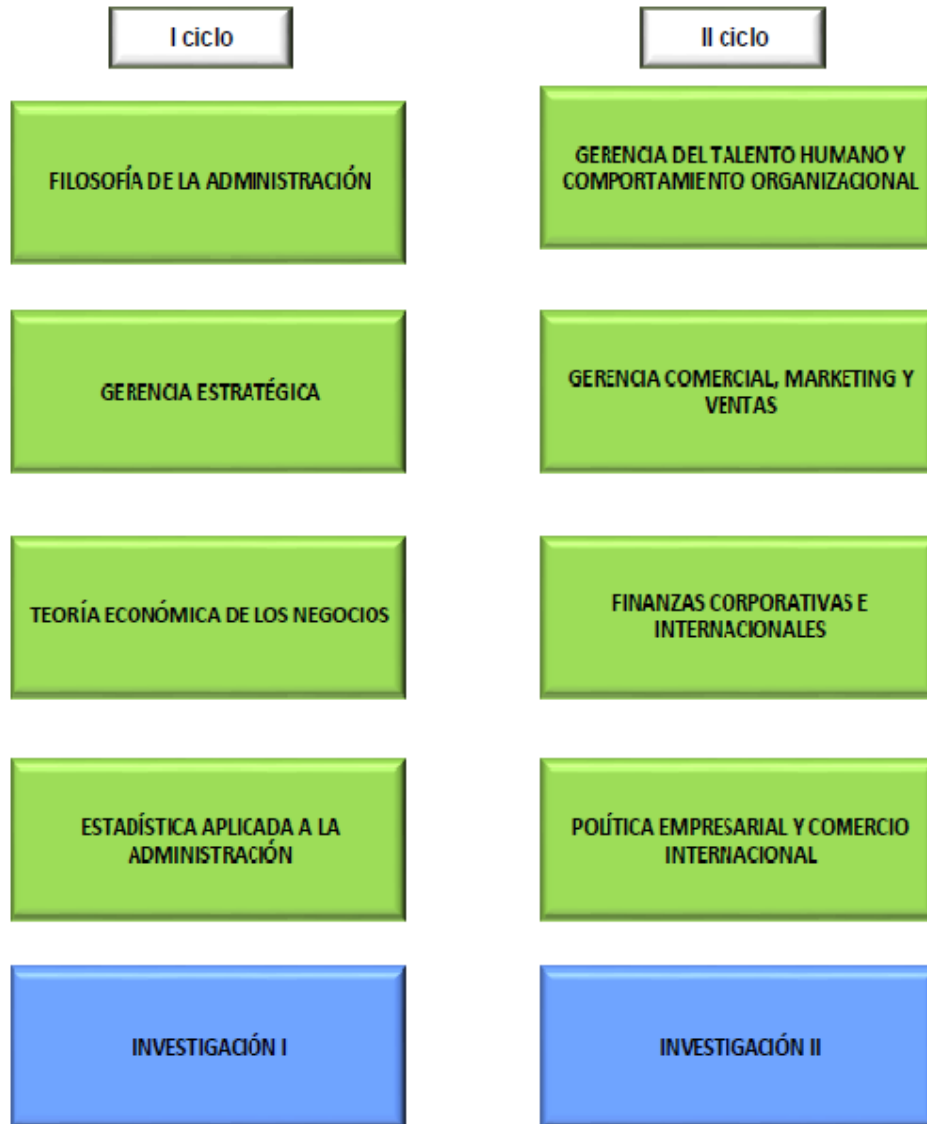 I ciclo
II ciclo
FILOSOFÍA DE LA ADMINISTRACIÓN
GERENCIA DEL TALENTO HUMANO Y
COMPORTAMIENTO ORGANIZACIONAL
GERENCIA ESTRATÉGICA
GERENCIA COMERCIAL, MARKETING Y
VENTAS
TEORÍA ECONÓMICA DE LOS NEGOCIOS
FINANZAS CORPORATIVAS E
INTERNACIONALES
ESTADÍSTICA APLICADA A LA
ADMINISTRACIÓN
POLÍTICA EMPRESARIAL Y COMERCIO
INTERNACIONAL
INVESTIGACIÓN I
INVESTIGACIÓN II